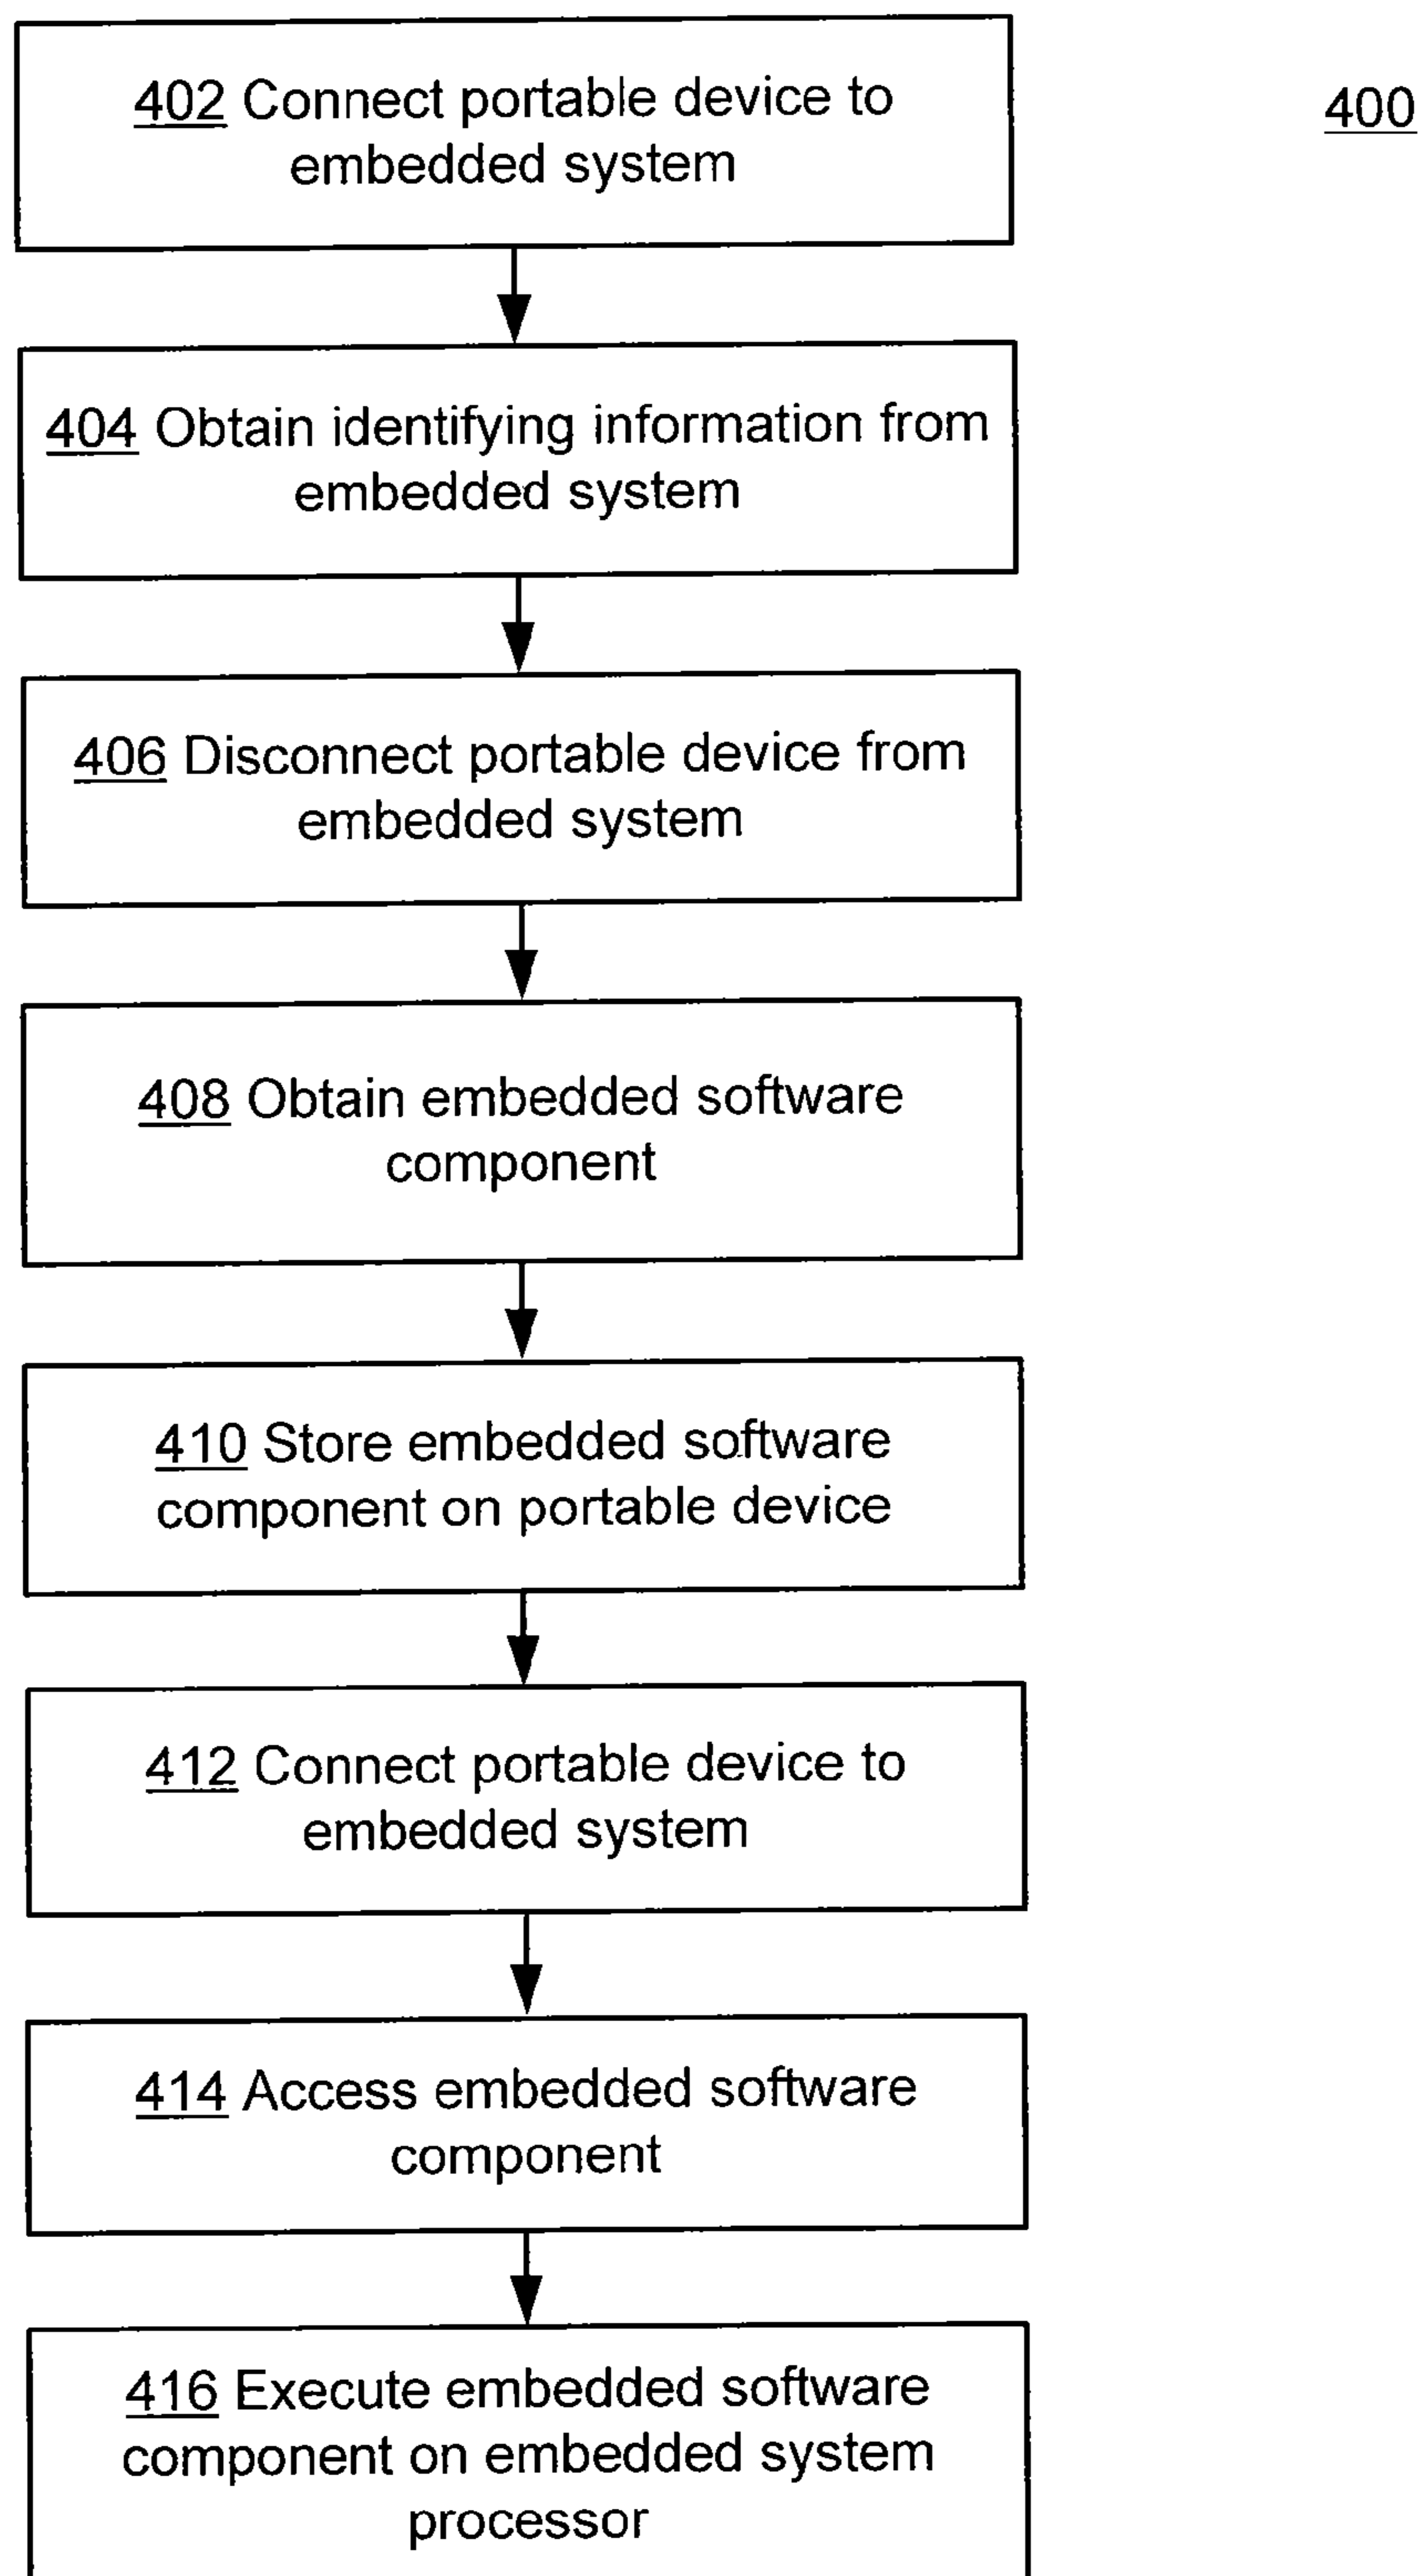 402 Connect portable device to
embedded system
400
404 Obtain identifying information from
embedded system
406 Disconnect portable device from
embedded system
408 Obtain embedded software
component
410 Store embedded software
component on portable device
412 Connect portable device to
embedded system
414 Access embedded software
component
416 Execute embedded software
component on embedded system
processor